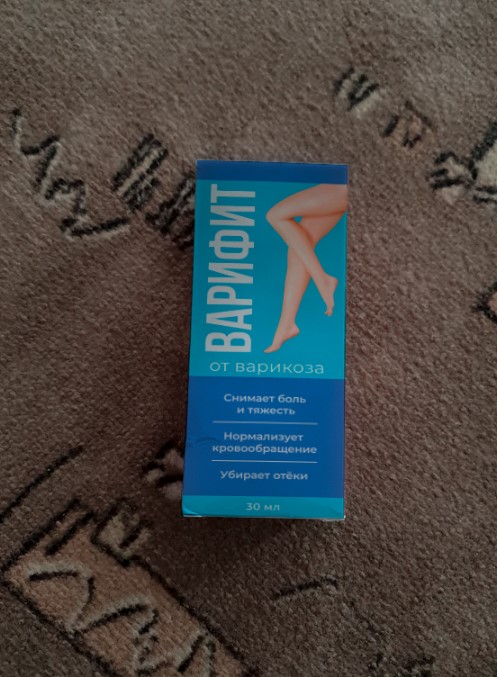 ВАРИФИТ
от варикоза
Снимает боль
и тяжесть
Нормализует
кровообращение
Убирает отёки
30 мл